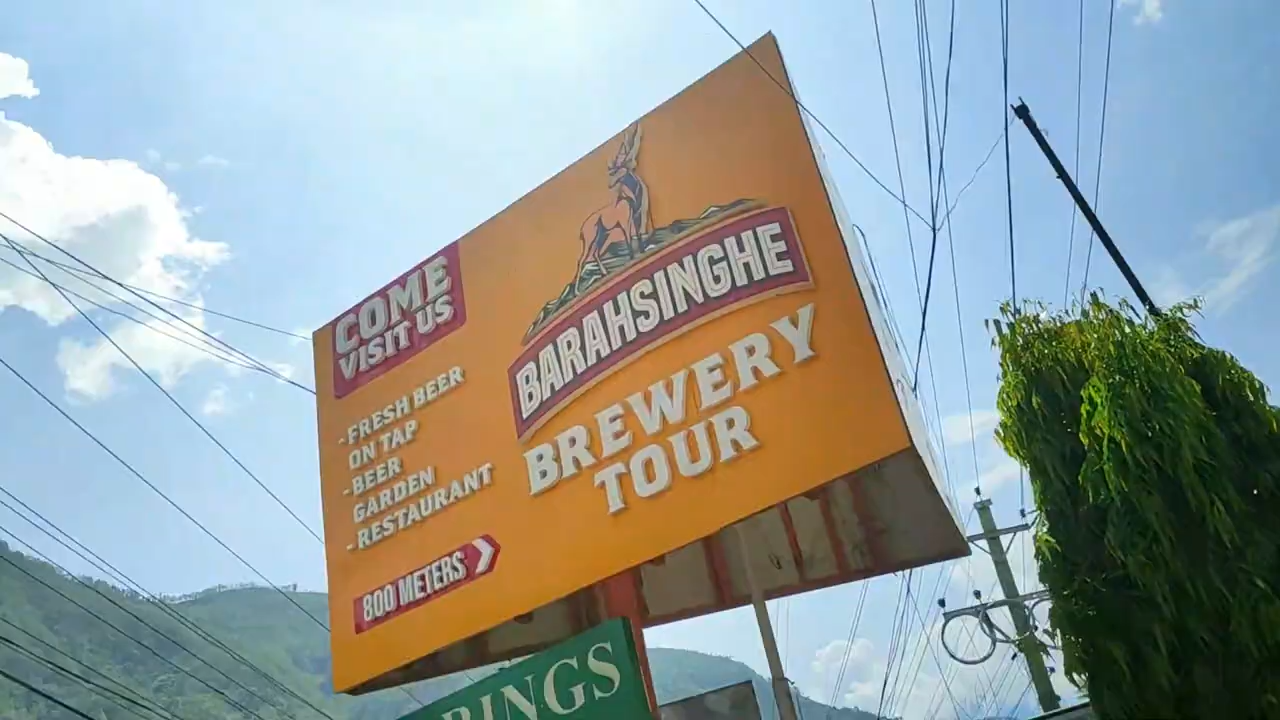 COME
VISIT US
-FRESH BEER
ON TAP
-BEER
GARDEN
-RESTAURANT
800 METERS
BARAHSINGHE
BREWERY
TOUR